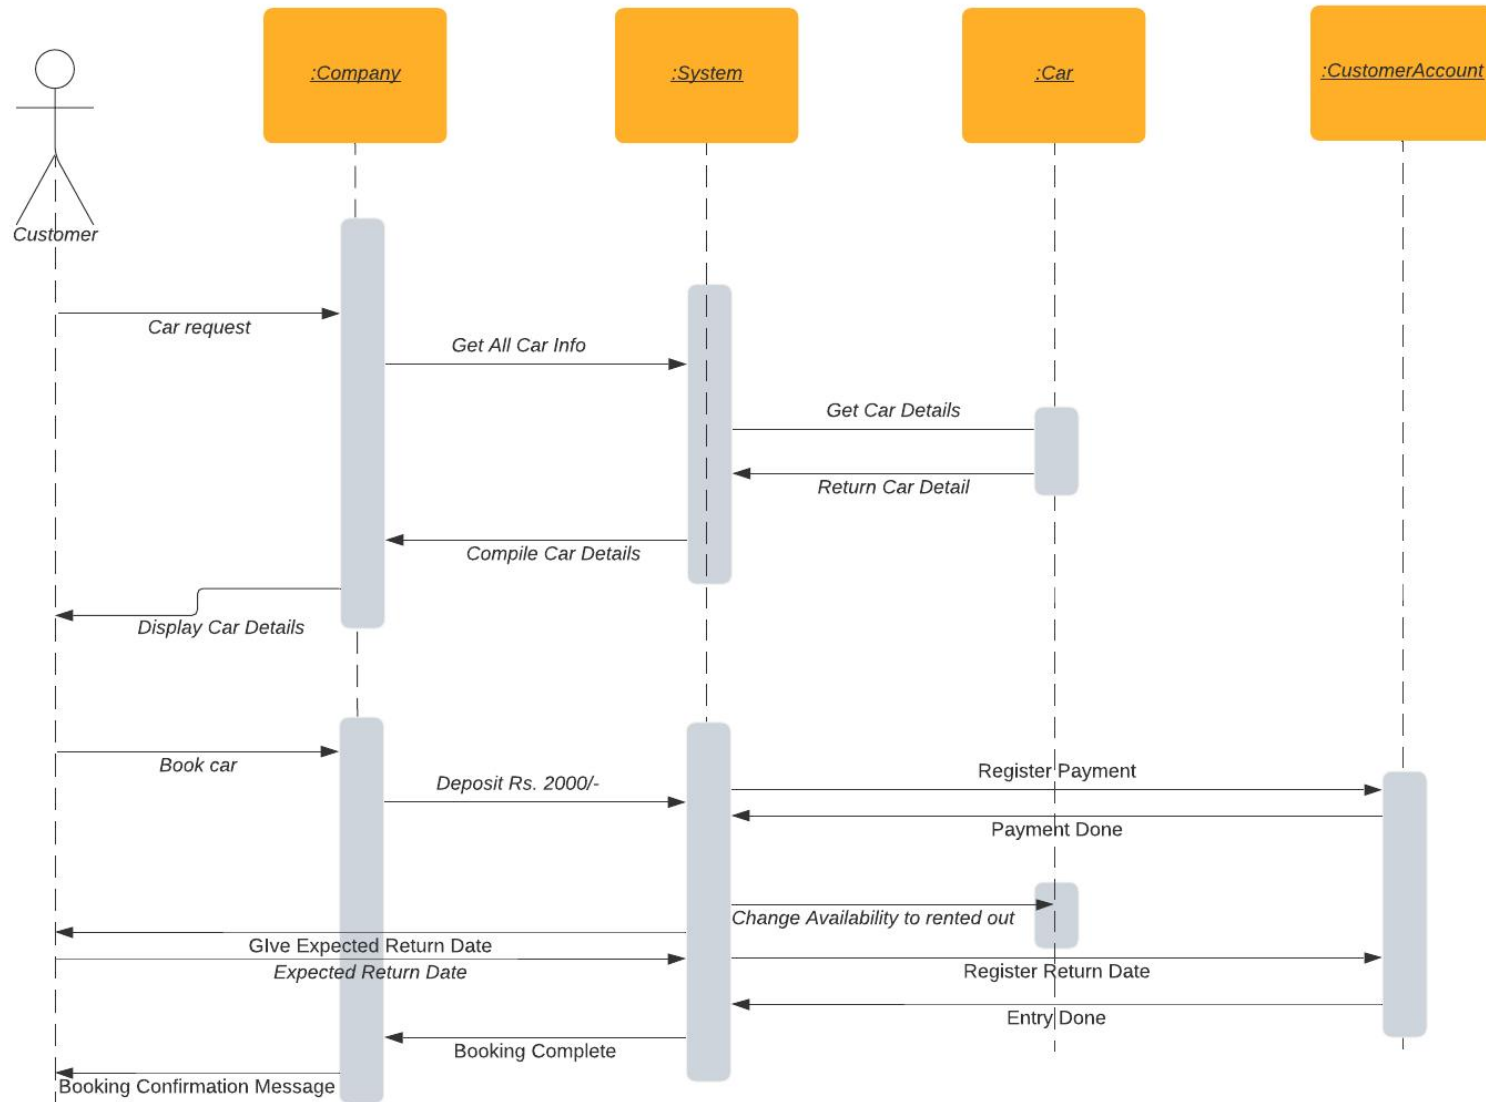 :Company
:System
:Car
:CustomerAccount
Customer
Car request
Get All Car Info
Get Car Details
Return Car Detail
Compile Car Details
Display Car Details
Book car
Deposit Rs. 2000/-
Register Payment
Payment Done
Change Availability to rented out
GIve Expected Return Date
Expected Return Date
Register Return Date
Entry Done
Booking Complete
Booking Confirmation Message